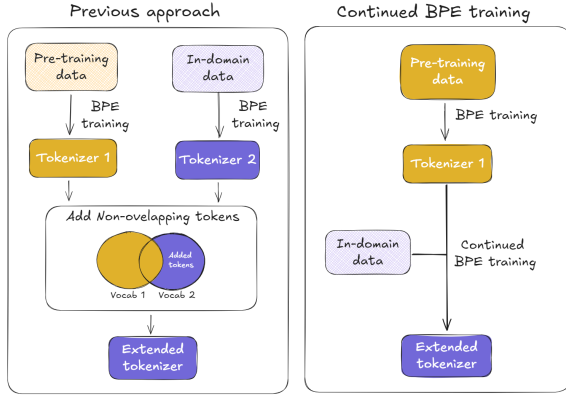 Previous approach
Pre-training
data
In-domain
data
BPE
training
BPE
training
Tokenizer 1
Tokenizer 2
Add Non-ovelapping tokens
Added
tokens
Vocab 1
Vocab 2
Extended
tokenizer
Continued BPE training
Pre-training
data
BPE training
Tokenizer 1
In-domain
data
Continued
BPE training
Extended
tokenizer